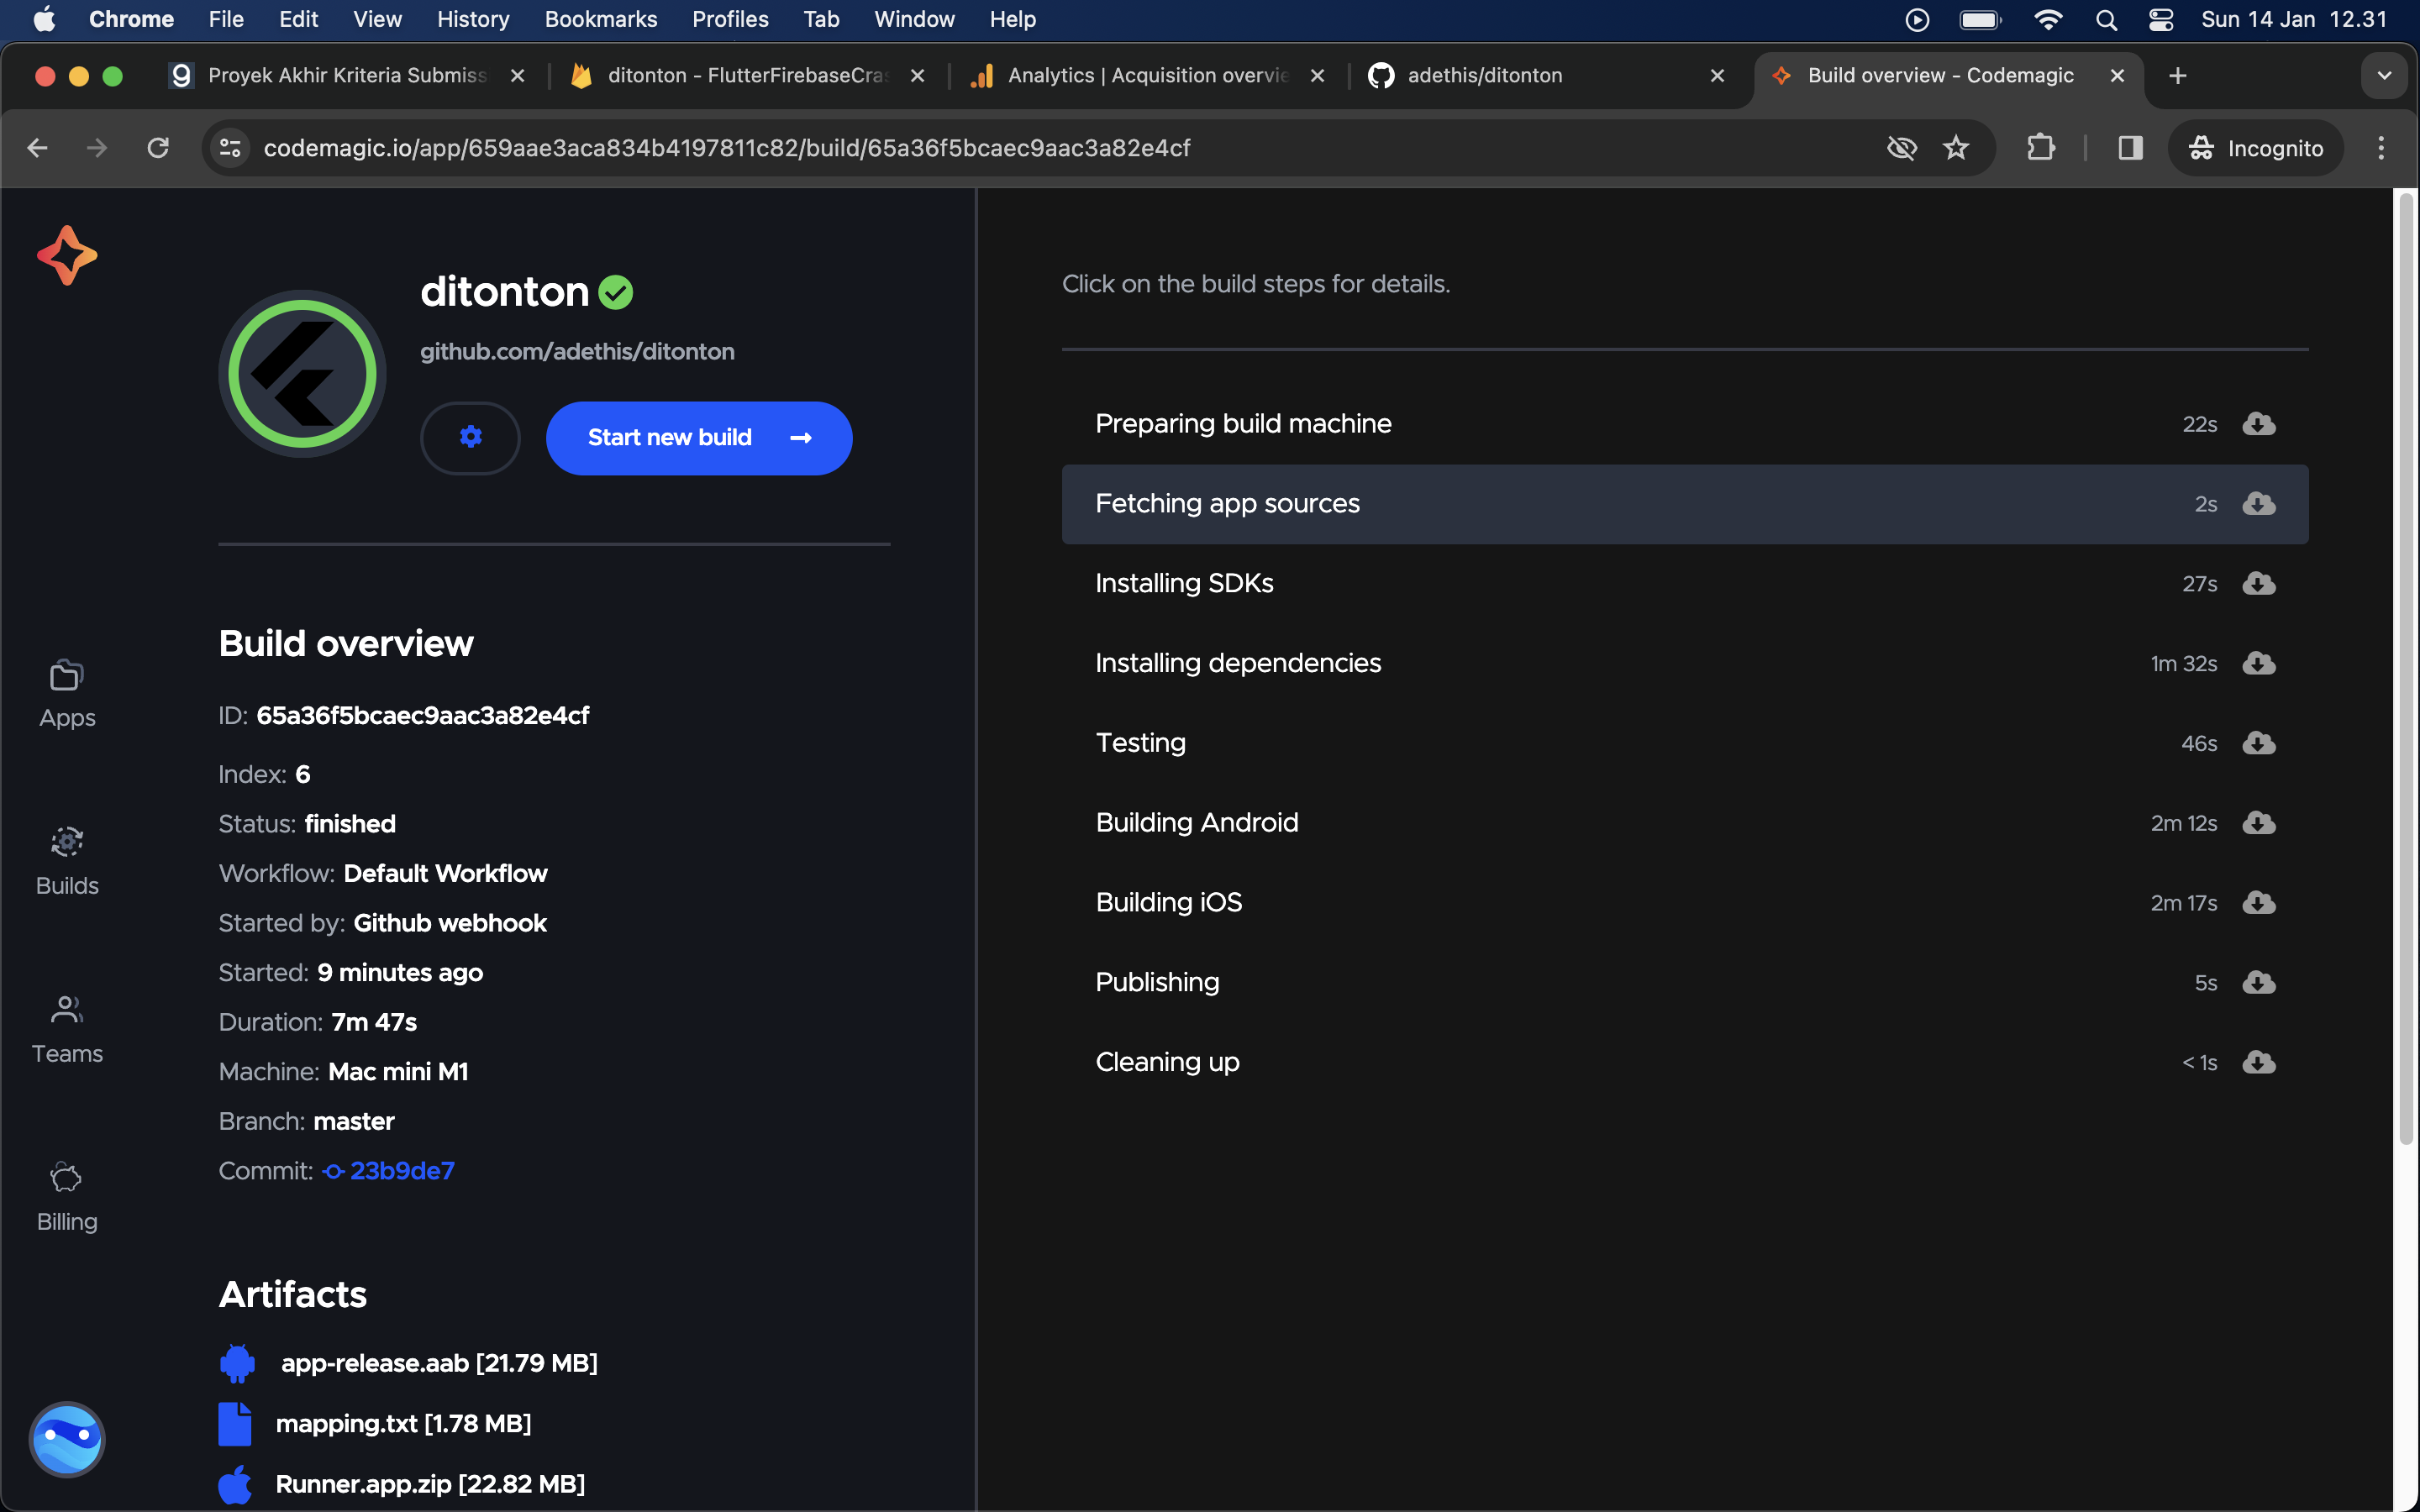 Chrome File Edit View History Bookmarks Profiles Tab Window Help Sun 14 Jan 12.31
Proyek Akhir Kriteria Submiss
ditonton - FlutterFirebaseCras
Analytics | Acquisition overvie
adethis/ditonton
Build overview - Codemagic
codemagic.io/app/659aae3aca834b4197811c82/build/65a36f5bcaec9aac3a82e4cf
Incognito
Apps
Builds
Teams
Billing
ditonton
github.com/adethis/ditonton
Start new build
Build overview
ID: 65a36f5bcaec9aac3a82e4cf
Index: 6
Status: finished
Workflow: Default Workflow
Started by: Github webhook
Started: 9 minutes ago
Duration: 7m 47s
Machine: Mac mini M1
Branch: master
Commit: 23b9de7
Artifacts
app-release.aab [21.79 MB]
mapping.txt [1.78 MB]
Runner.app.zip [22.82 MB]
Click on the build steps for details.
Preparing build machine 22s
Fetching app sources 2s
Installing SDKs 27s
Installing dependencies 1m 32s
Testing 46s
Building Android 2m 12s
Building iOS 2m 17s
Publishing 5s
Cleaning up < 1s